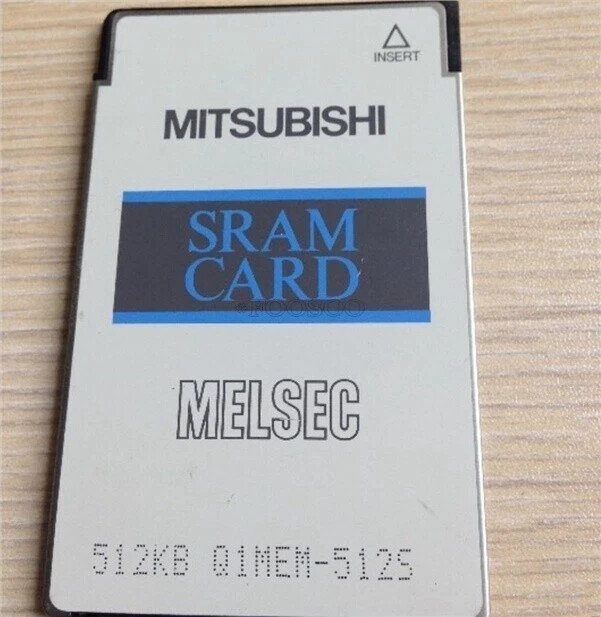 △
INSERT
MITSUBISHI
SRAM
CARD
MELSEC
512KB Q1MEM-512S